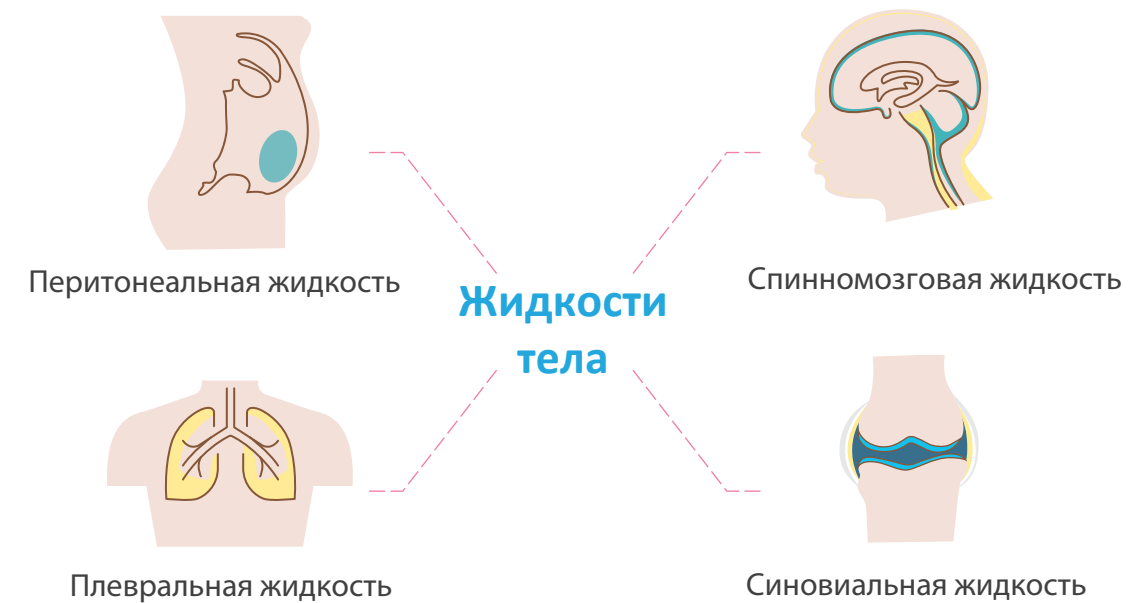 Перитонеальная жидкость
Спинномозговая жидкость
Жидкости
тела
Плевральная жидкость
Синовиальная жидкость